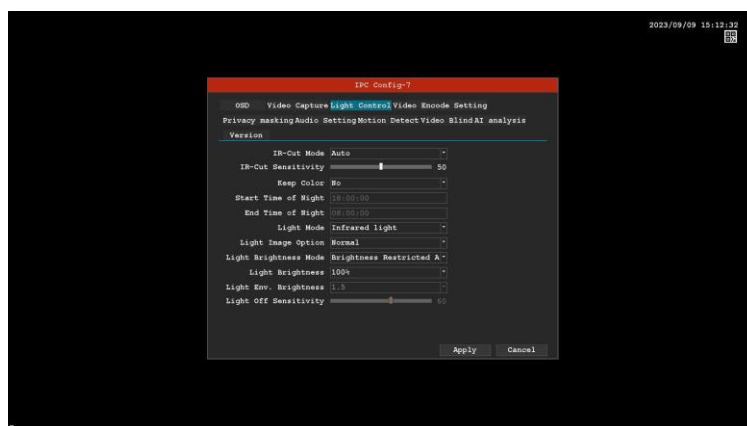 2023/09/09 15:12:32
IPC Config-7
OSD Video Capture Light Control Video Encode Setting
Privacy masking Audio Setting Motion Detect Video Blind AI analysis
Version
IR-Cut Mode Auto
IR-Cut Sensitivity 50
Keep Color No
Start Time of Night 18:00:00
End Time of Night 06:00:00
Light Mode Infrared light
Light Image Option Normal
Light Brightness Mode Brightness Restricted A
Light Brightness 100%
Light Env. Brightness 1.5
Light Off Sensitivity 60
Apply Cancel